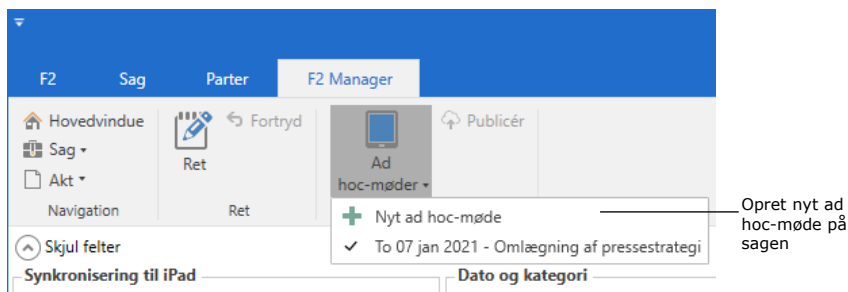 F2 Sag Parter F2 Manager
Hovedvindue
Sag
Akt
Navigation
Ret
Fortryd
Ret
Ad
hoc-møder
Publicér
Nyt ad hoc-møde
To 07 jan 2021 - Omlægning af pressestrategi
Opret nyt ad
hoc-møde på
sagen
Skjul felter
Synkronisering til iPad
Dato og kategori